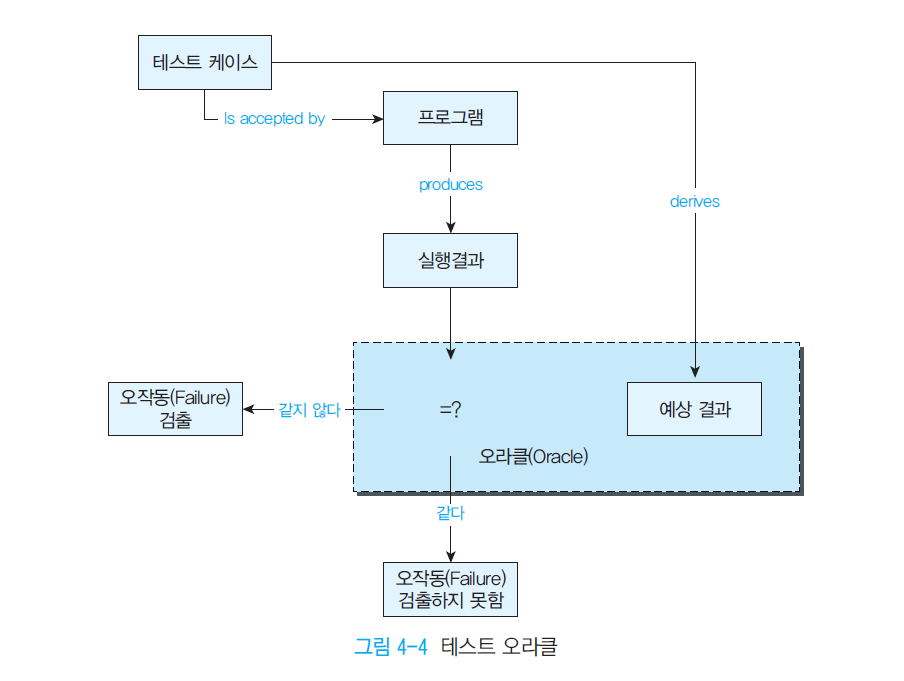 테스트 케이스
Is accepted by
프로그램
produces
derives
실행결과
오작동(Failure)
검출
같지 않다
=?
예상 결과
오라클(Oracle)
같다
오작동(Failure)
검출하지 못함
그림 4-4 테스트 오라클